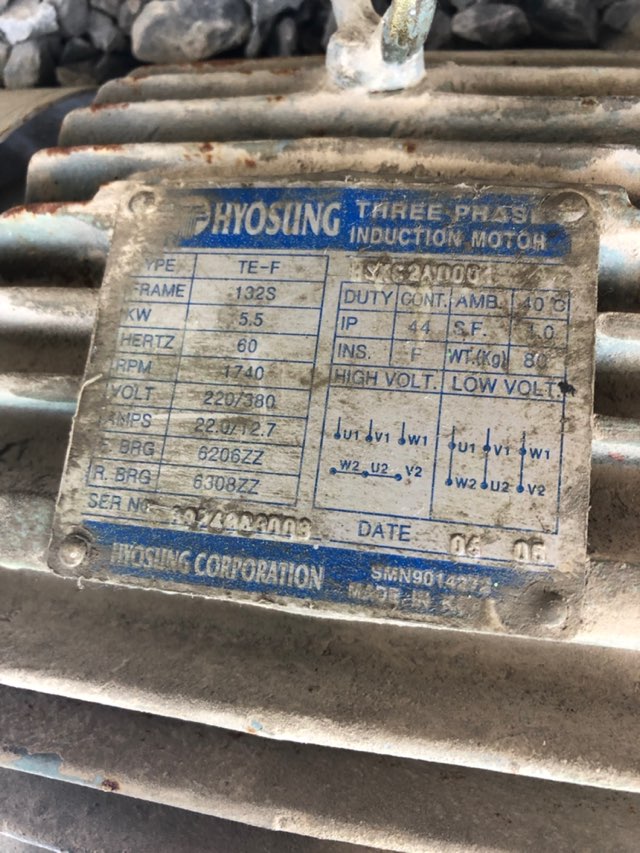 HYOSUNG THREE PHASE
INDUCTION MOTOR
TYPE TE-F
FRAME 132S
KW 5.5
HERTZ 60
RPM 1740
VOLT 220/380
AMPS 22.0/12.7
BRG 6206ZZ
R. BRG 6308ZZ
SER NO
DUTY CONT. AMB. 40°C
IP 44 S.F. 1.0
INS. F WT.(Kg) 80
HIGH VOLT. LOW VOLT.
U1 V1 W1 U1 V1 W1
W2 U2 V2 W2 U2 V2
DATE 06 05
HYOSUNG CORPORATION
MADE IN